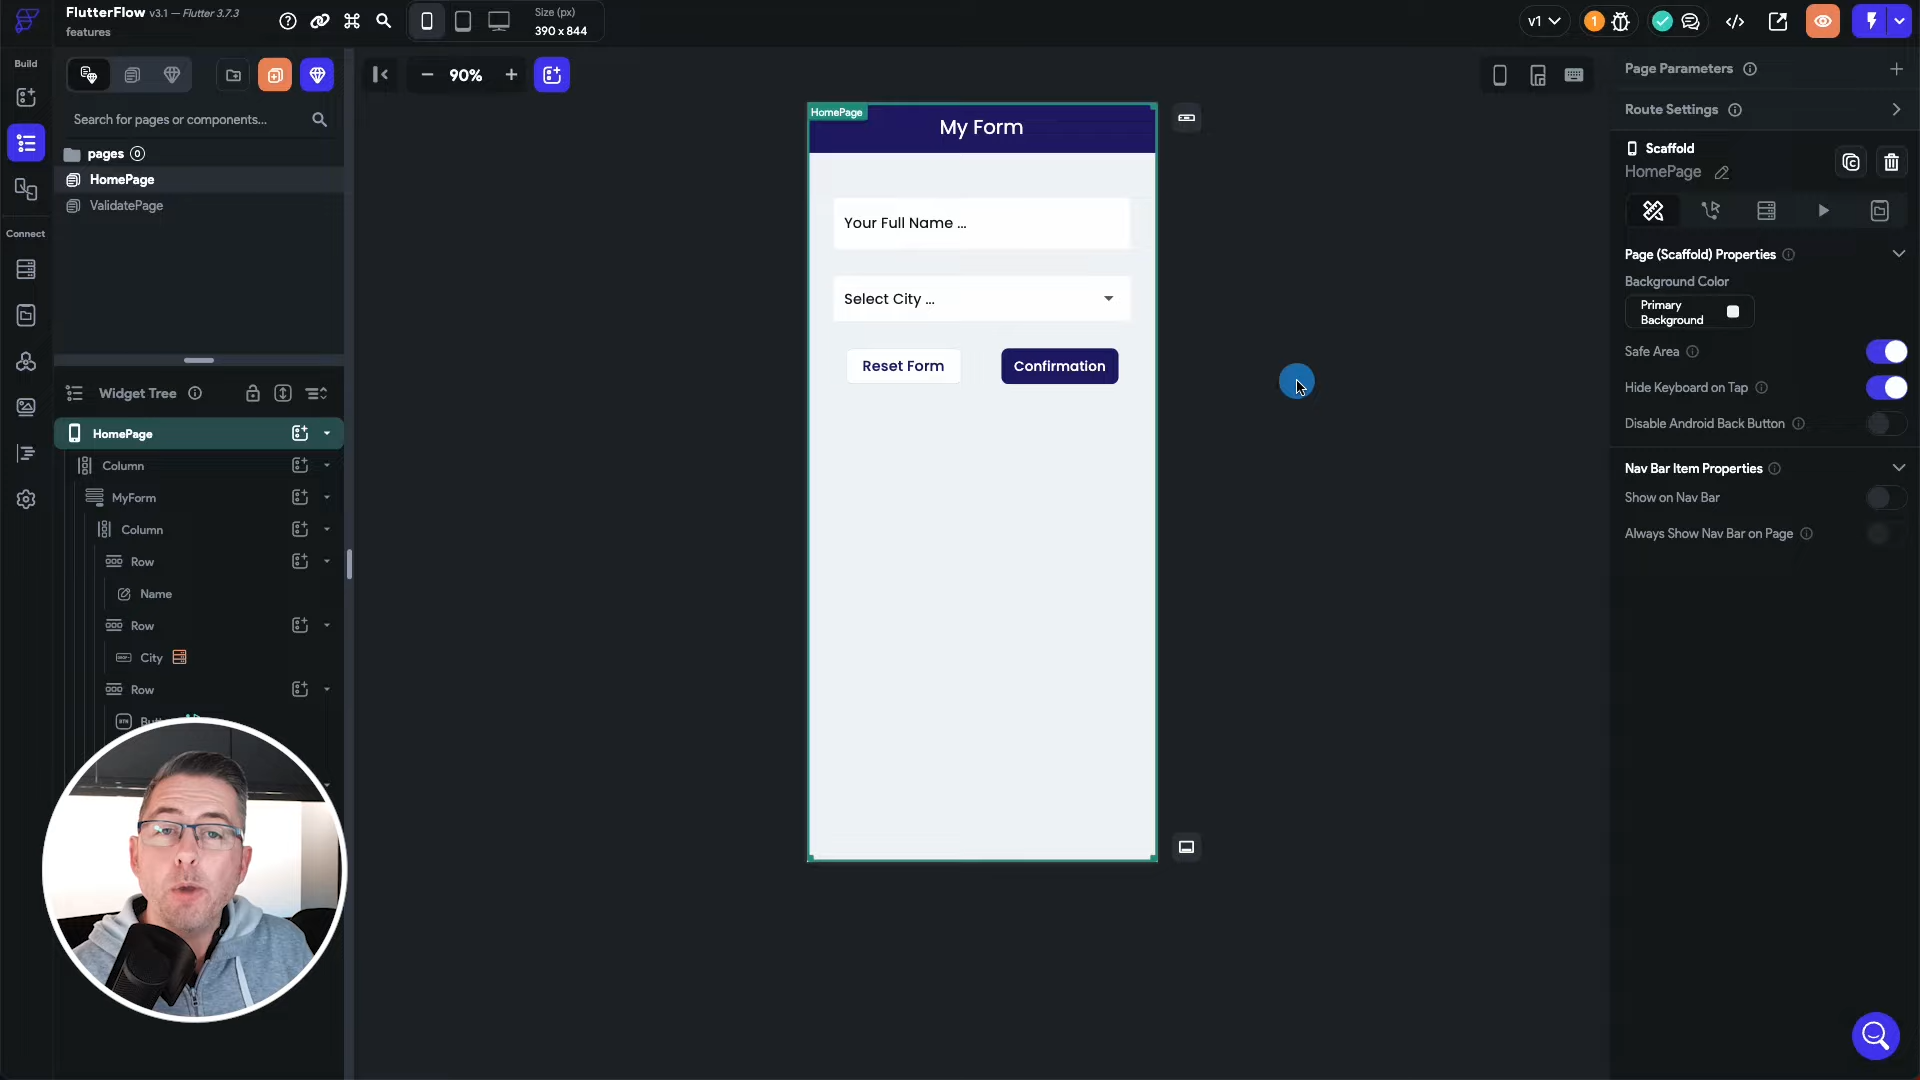 FlutterFlow v3.1 — Flutter 3.7.3
features
Size (px)
390 x 844
v1
1
Build
90%
Search for pages or components...
pages 0
HomePage
ValidatePage
Connect
Widget Tree
HomePage
Column
MyForm
Column
Row
Name
Row
City
Row
HomePage
My Form
Your Full Name ...
Select City ...
Reset Form
Confirmation
Page Parameters
Route Settings
Scaffold
HomePage
Page (Scaffold) Properties
Background Color
Primary
Background
Safe Area
Hide Keyboard on Tap
Disable Android Back Button
Nav Bar Item Properties
Show on Nav Bar
Always Show Nav Bar on Page